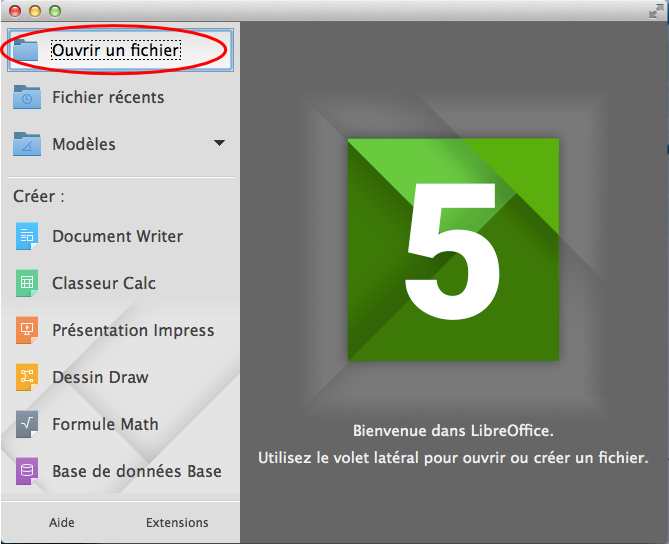 Ouvrir un fichier
Fichier récents
Modèles
Créer :
Document Writer
Classeur Calc
Présentation Impress
Dessin Draw
Formule Math
Base de données Base
Aide Extensions
5
Bienvenue dans LibreOffice.
Utilisez le volet latéral pour ouvrir ou créer un fichier.